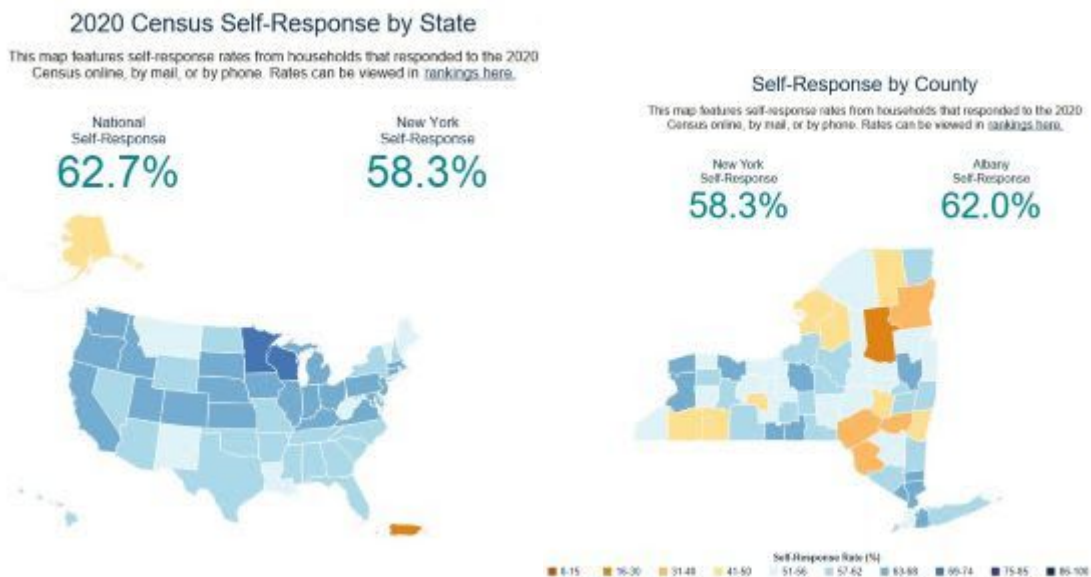 2020 Census Self-Response by State
This map features self-response rates from households that responded to the 2020
Census online, by mail, or by phone. Rates can be viewed in rankings here.
National
Self-Response
62.7%
New York
Self-Response
58.3%
Self-Response by County
This map features self-response rates from households that responded to the 2020
Census online, by mail, or by phone. Rates can be viewed in rankings here.
New York
Self-Response
58.3%
Albany
Self-Response
62.0%
Self-Response Rate (%)
0-15 16-30 31-40 41-50 51-56 57-62 63-68 69-74 75-85 86-100